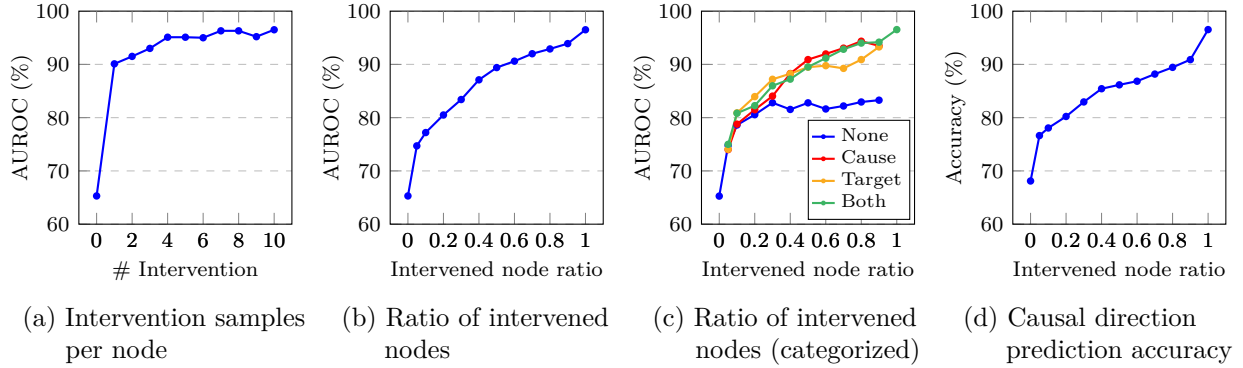 100
90
80
70
60
AUROC (%)
0 2 4 6 8 10
# Intervention
(a) Intervention samples
per node
100
90
80
70
60
AUROC (%)
0 0.2 0.4 0.6 0.8 1
Intervened node ratio
(b) Ratio of intervened
nodes
100
90
80
70
60
AUROC (%)
None
Cause
Target
Both
0 0.2 0.4 0.6 0.8 1
Intervened node ratio
(c) Ratio of intervened
nodes (categorized)
100
90
80
70
60
Accuracy (%)
0 0.2 0.4 0.6 0.8 1
Intervened node ratio
(d) Causal direction
prediction accuracy